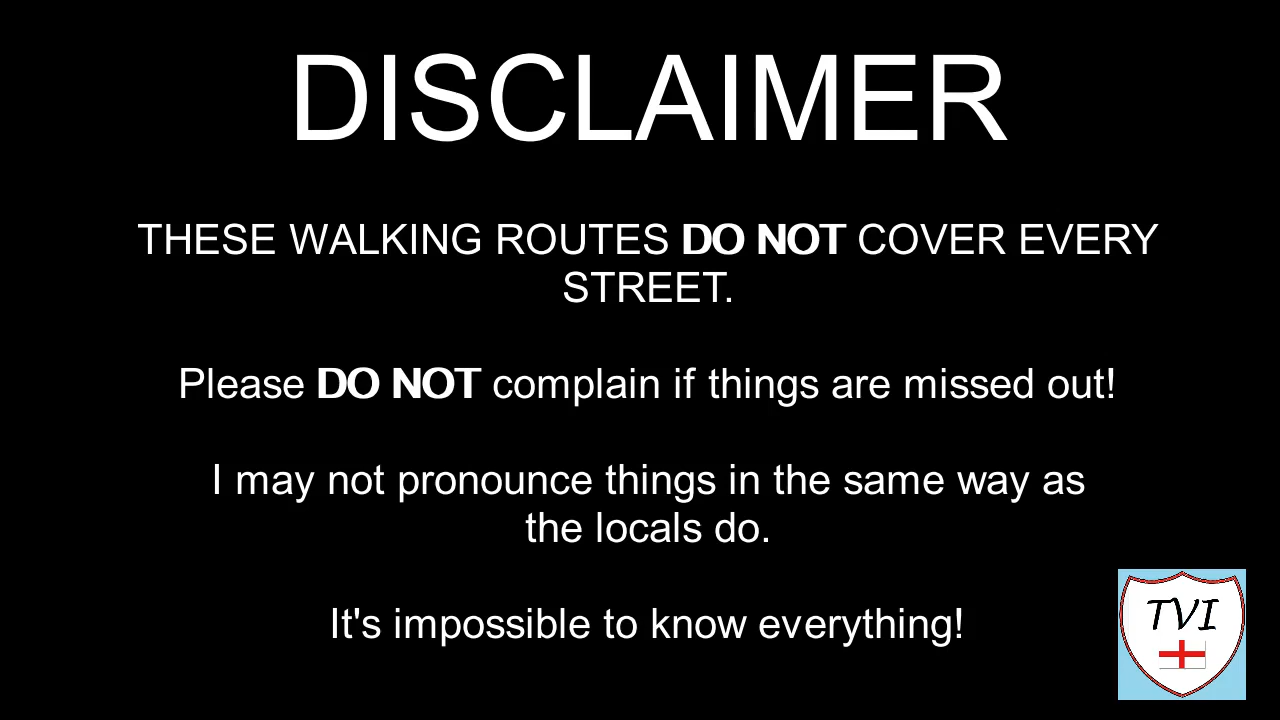 DISCLAIMER
THESE WALKING ROUTES DO NOT COVER EVERY
STREET.
Please DO NOT complain if things are missed out!
I may not pronounce things in the same way as
the locals do.
It's impossible to know everything!
TVI